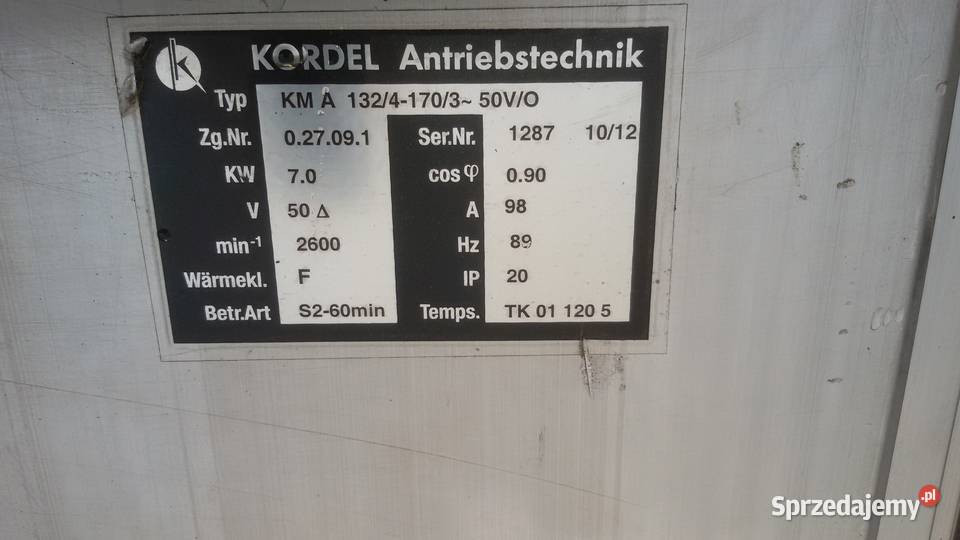 KORDEL Antriebstechnik
Typ KM A 132/4-170/3~ 50V/O
Zg.Nr. 0.27.09.1 Ser.Nr. 1287 10/12
KW 7.0 cos φ 0.90
V 50 Δ A 98
min-1 2600 Hz 89
Wärmekl. F IP 20
Betr.Art S2-60min Temps. TK 01 120 5
Sprzedajemy.pl